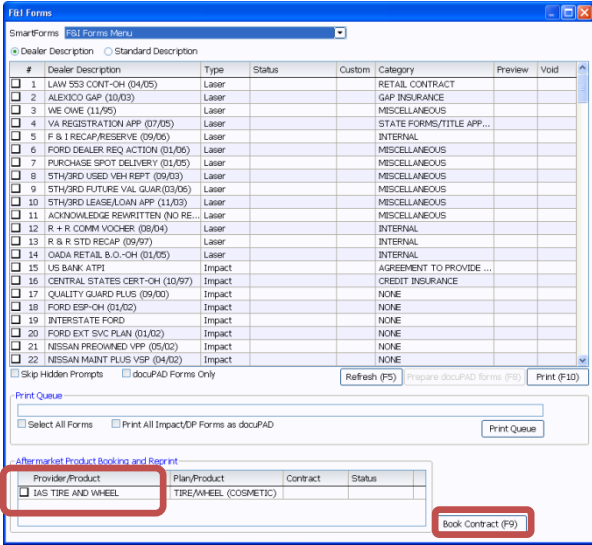 F&I Forms
SmartForms F&I Forms Menu
Dealer Description Standard Description
# Dealer Description Type Status Custom Category Preview Void
1 LAW 553 CONT-OH (04/05) Laser RETAIL CONTRACT
2 ALEXICO GAP (10/03) Laser GAP INSURANCE
3 WE OWE (11/95) Laser MISCELLANEOUS
4 VA REGISTRATION APP (07/05) Laser STATE FORMS/TITLE APP...
5 F & I RECAP/RESERVE (09/06) Laser INTERNAL
6 FORD DEALER REQ ACTION (01/06) Laser MISCELLANEOUS
7 PURCHASE SPOT DELIVERY (01/05) Laser MISCELLANEOUS
8 5TH/3RD USED VEH REPT (09/03) Laser MISCELLANEOUS
9 5TH/3RD FUTURE VAL GUAR(03/06) Laser MISCELLANEOUS
10 5TH/3RD LEASE/LOAN APP (11/03) Laser MISCELLANEOUS
11 ACKNOWLEDGE REWRITTEN (NO RE... Laser MISCELLANEOUS
12 R + R COMM VOCHER (08/04) Laser INTERNAL
13 R & R STD RECAP (09/97) Laser INTERNAL
14 OADA RETAIL B.O.-OH (01/05) Laser INTERNAL
15 US BANK ATPI Impact AGREEMENT TO PROVIDE ...
16 CENTRAL STATES CERT-OH (10/97) Impact CREDIT INSURANCE
17 QUALITY GUARD PLUS (09/00) Impact NONE
18 FORD ESP-OH (01/02) Impact NONE
19 INTERSTATE FORD Impact NONE
20 FORD EXT SVC PLAN (01/02) Impact NONE
21 NISSAN PREOWNED VPP (05/02) Impact NONE
22 NISSAN MAINT PLUS VSP (04/02) Impact NONE
Skip Hidden Prompts docuPAD Forms Only Refresh (F5) Prepare docuPAD forms (F8) Print (F10)
Print Queue
Select All Forms Print All Impact/DP Forms as docuPAD Print Queue
Aftermarket Product Booking and Reprint
Provider/Product Plan/Product Contract Status
IAS TIRE AND WHEEL TIRE/WHEEL (COSMETIC)
Book Contract (F9)